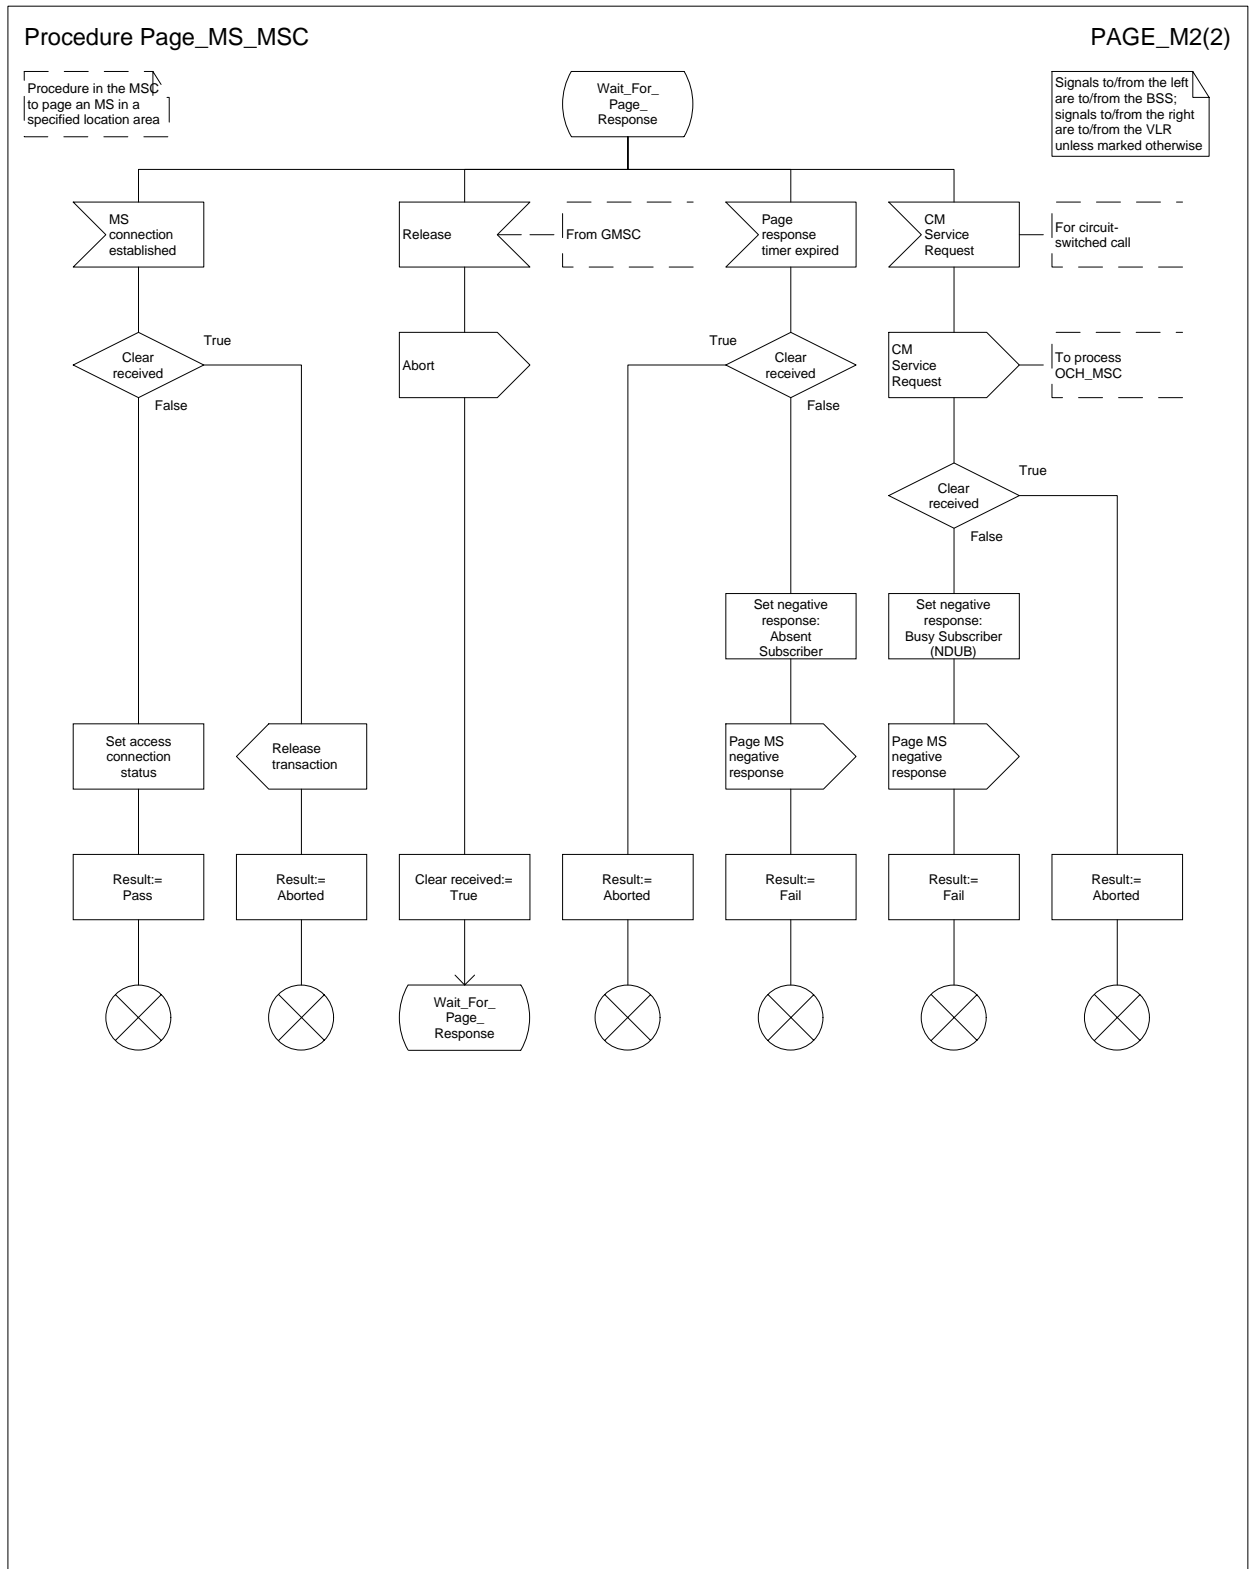 Procedure Page_MS_MSC
PAGE_M2(2)
Procedure in the MSC
to page an MS in a
specified location area
Wait_For_
Page_
Response
Signals to/from the left
are to/from the BSS;
signals to/from the right
are to/from the VLR
unless marked otherwise
MS
connection
established
Release
From GMSC
Page
response
timer expired
CM
Service
Request
For circuit-
switched call
Clear
received
True
False
Abort
True
Clear
received
False
CM
Service
Request
To process
OCH_MSC
Clear
received
True
False
Set negative
response:
Absent
Subscriber
Set negative
response:
Busy Subscriber
(NDUB)
Set access
connection
status
Release
transaction
Page MS
negative
response
Page MS
negative
response
Result:=
Pass
Result:=
Aborted
Clear received:=
True
Result:=
Aborted
Result:=
Fail
Result:=
Fail
Result:=
Aborted
Wait_For_
Page_
Response